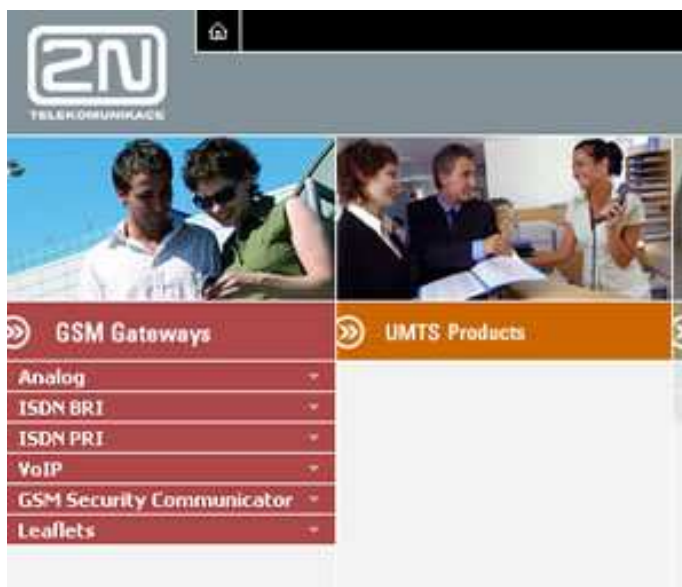 2N
TELEKOMUNIKACE
GSM Gateways
UMTS Products
Analog
ISDN BRI
ISDN PRI
VoIP
GSM Security Communicator
Leaflets